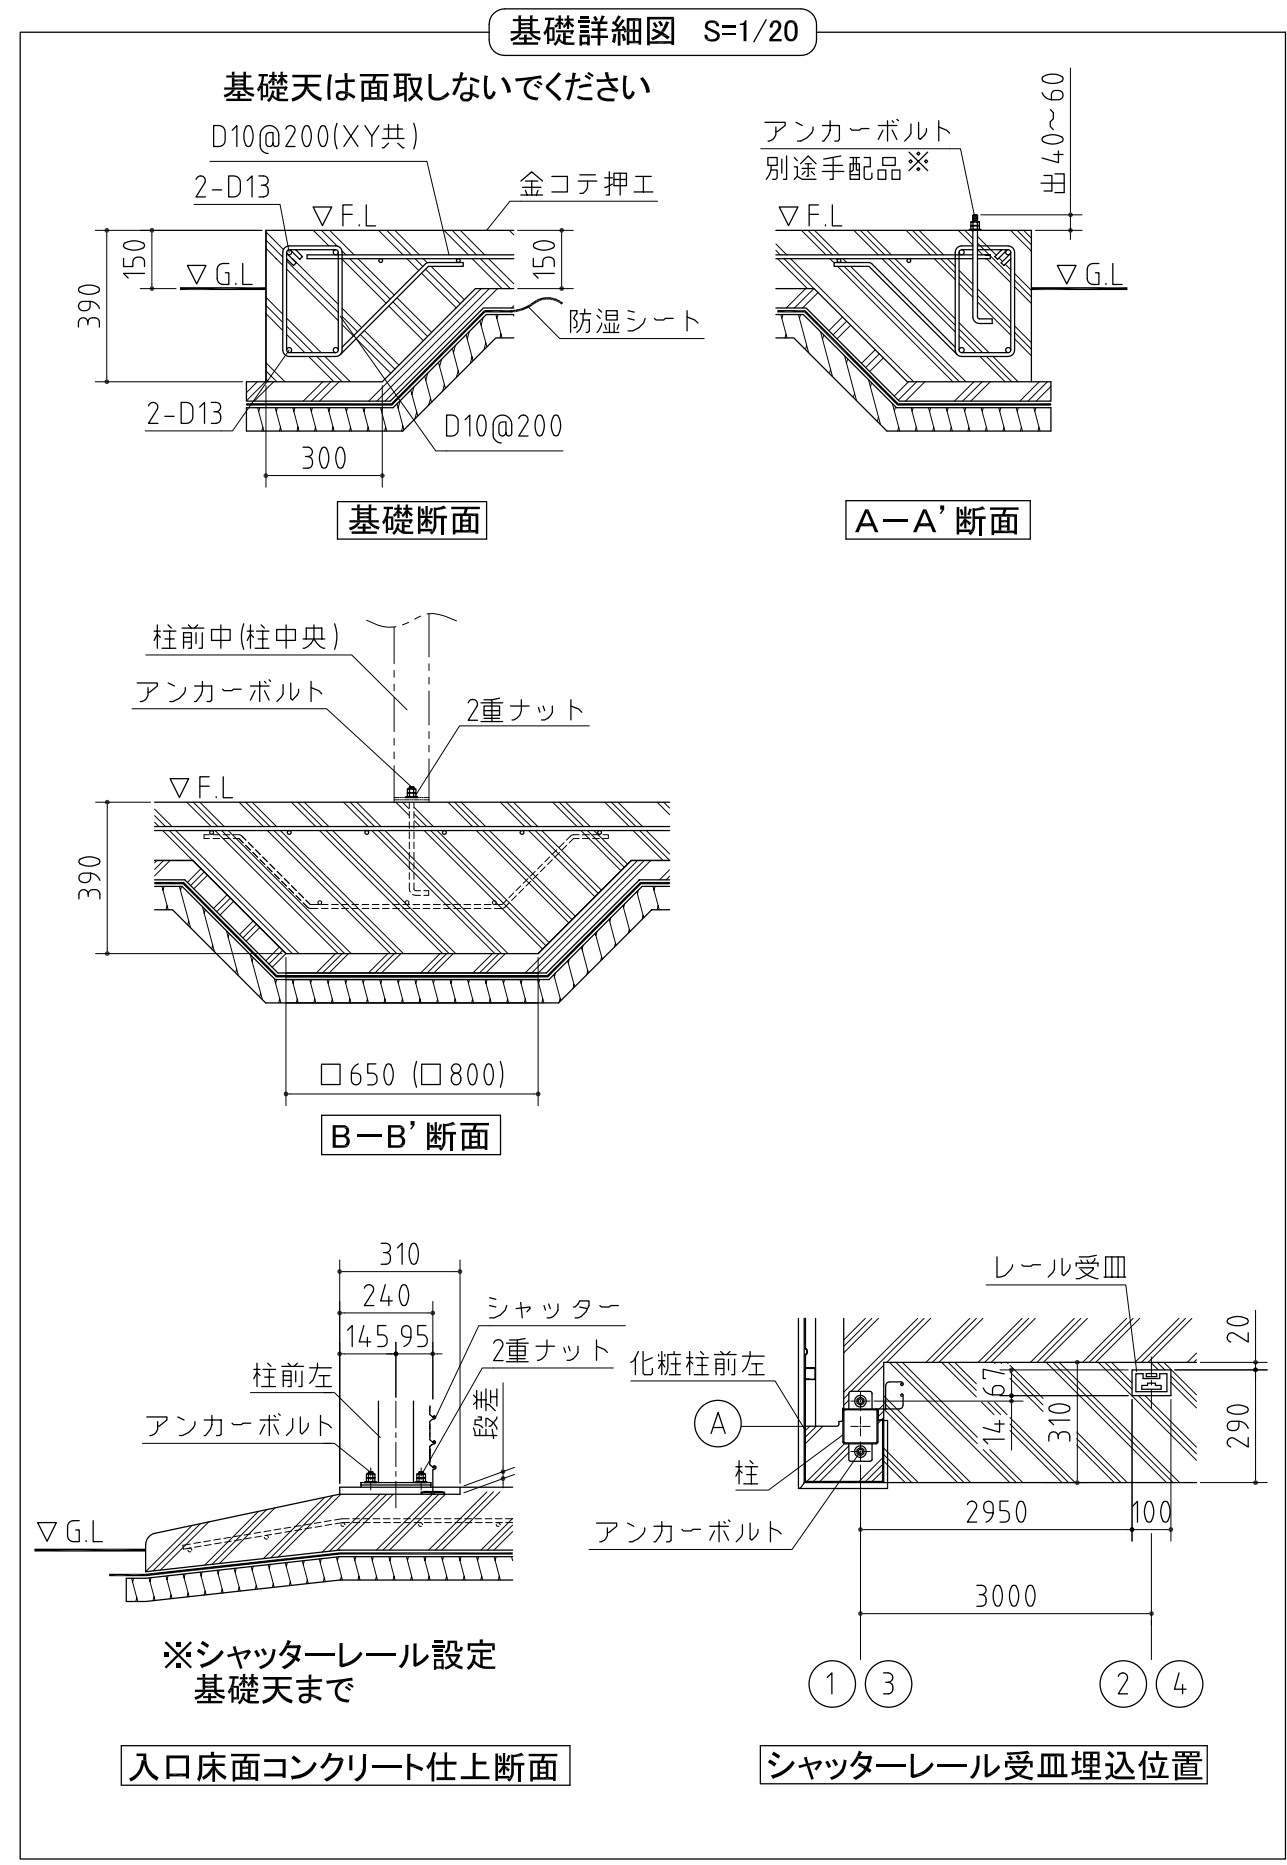 基礎詳細図 S=1/20
基礎天は面取しないでください
D10@200(XY共)
2-D13
金コテ押エ
▽F.L
150
▽G.L
390
150
防湿シート
2-D13
D10@200
300
基礎断面
アンカーボルト
別途手配品※
出40~60
▽F.L
▽G.L
A-A'断面
柱前中(柱中央)
アンカーボルト
2重ナット
▽F.L
390
□650 (□800)
B-B'断面
310
240
145 95
シャッター
2重ナット
柱前左
アンカーボルト
段差
▽G.L
※シャッターレール設定
基礎天まで
入口床面コンクリート仕上断面
レール受皿
化粧柱前左
20
67
14
310
290
A
柱
アンカーボルト
2950
100
3000
1 3 2 4
シャッターレール受皿埋込位置